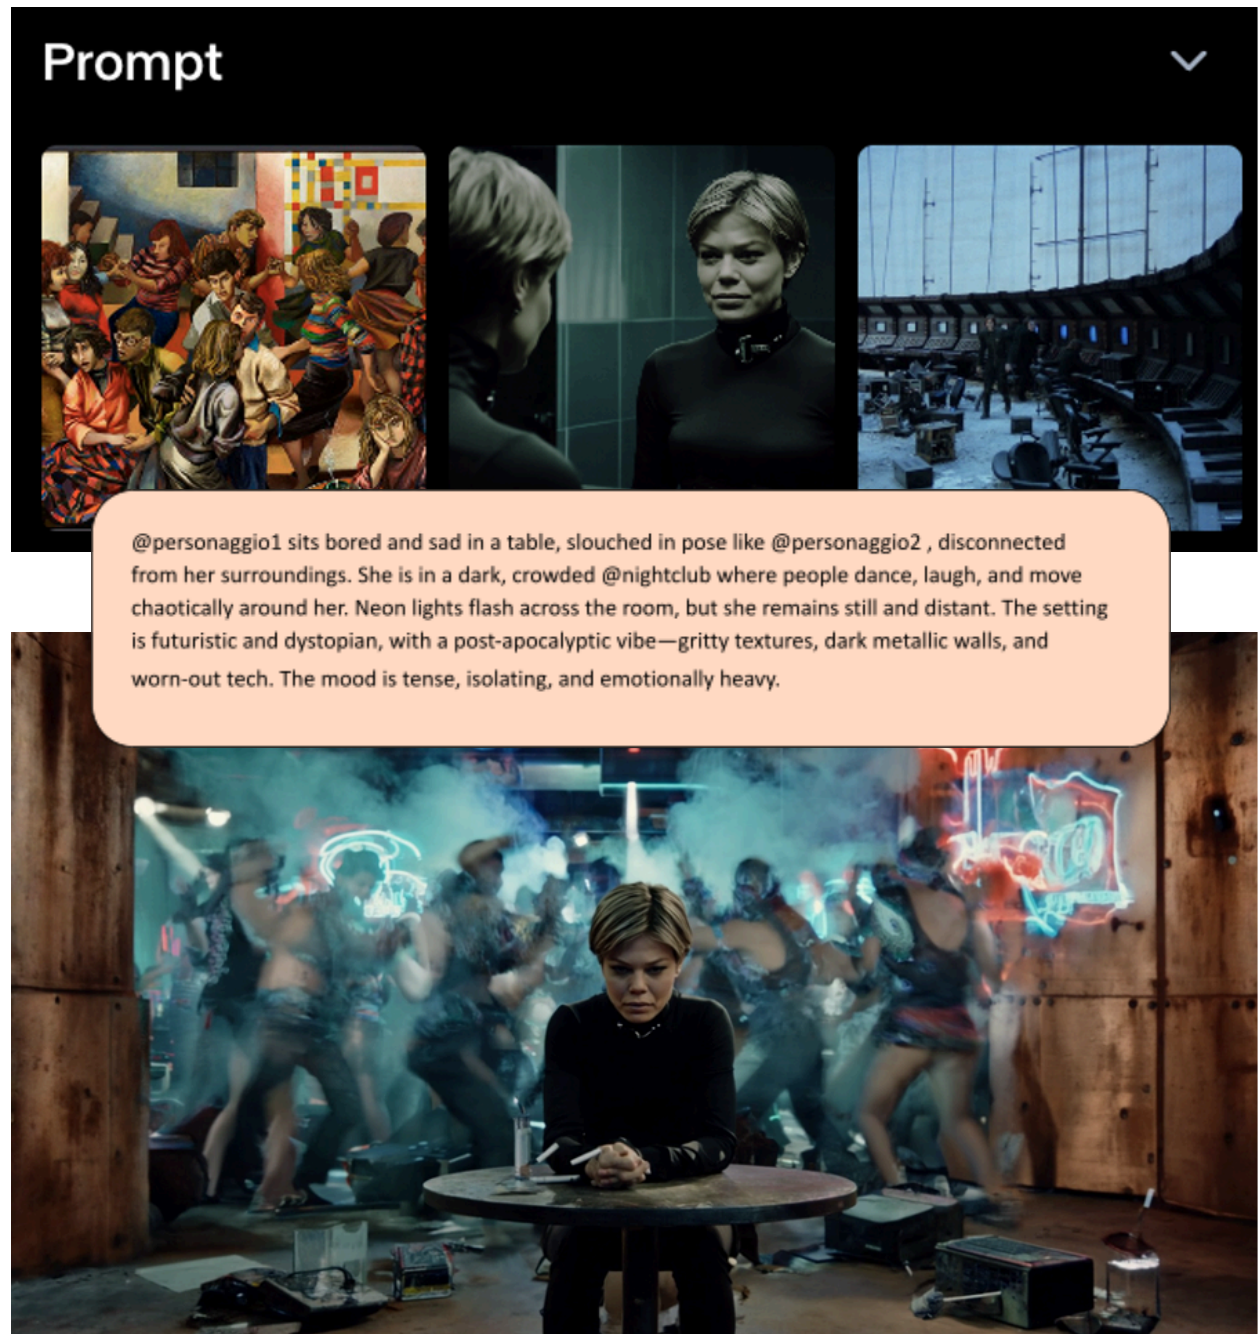 Prompt
@personaggio1 sits bored and sad in a table, slouched in pose like @personaggio2 , disconnected
from her surroundings. She is in a dark, crowded @nightclub where people dance, laugh, and move
chaotically around her. Neon lights flash across the room, but she remains still and distant. The setting
is futuristic and dystopian, with a post-apocalyptic vibe—gritty textures, dark metallic walls, and
worn-out tech. The mood is tense, isolating, and emotionally heavy.